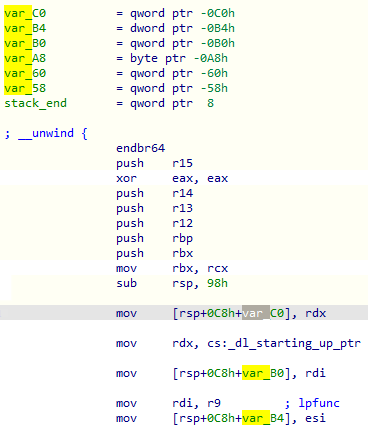 var_C0 = qword ptr -0C0h
var_B4 = dword ptr -0B4h
var_B0 = qword ptr -0B0h
var_A8 = byte ptr -0A8h
var_60 = qword ptr -60h
var_58 = qword ptr -58h
stack_end = qword ptr 8
; __unwind {
endbr64
push r15
xor eax, eax
push r14
push r13
push r12
push rbp
push rbx
mov rbx, rcx
sub rsp, 98h
mov [rsp+0C8h+var_C0], rdx
mov rdx, cs:_dl_starting_up_ptr
mov [rsp+0C8h+var_B0], rdi
mov rdi, r9 ; lpfunc
mov [rsp+0C8h+var_B4], esi